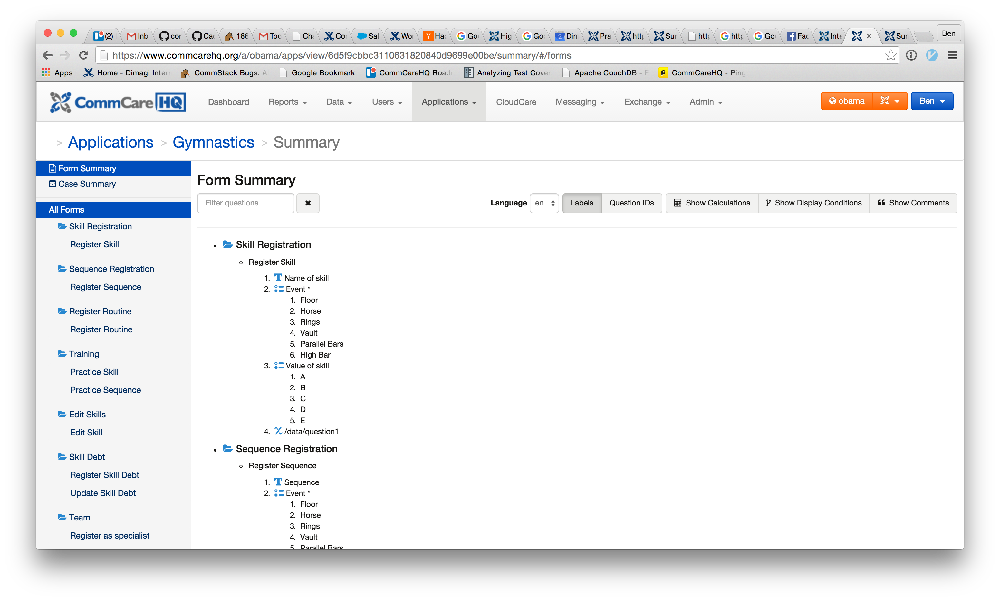 (2) Inb cor Cac 188 Too Cha Cor Sal Wo Hac Go Hig Go Dim Pra http Sur http http Go Fac Inte Sur Ben
https://www.commcarehq.org/a/obama/apps/view/6d5f9cbbc3110631820840d9699e00be/summary/#/forms
Apps Home - Dimagi Intern CommStack Bugs: A Google Bookmark CommCareHQ Roadr Analyzing Test Cover Apache CouchDB - F CommCareHQ - Ping
CommCare HQ Dashboard Reports Data Users Applications CloudCare Messaging Exchange Admin obama Ben
> Applications > Gymnastics > Summary
Form Summary
Case Summary
All Forms
Skill Registration
Register Skill
Sequence Registration
Register Sequence
Register Routine
Register Routine
Training
Practice Skill
Practice Sequence
Edit Skills
Edit Skill
Skill Debt
Register Skill Debt
Update Skill Debt
Team
Register as specialist
Form Summary
Filter questions Language en Labels Question IDs Show Calculations Show Display Conditions Show Comments
Skill Registration
Register Skill
1. Name of skill
2. Event *
1. Floor
2. Horse
3. Rings
4. Vault
5. Parallel Bars
6. High Bar
3. Value of skill
1. A
2. B
3. C
4. D
5. E
4. /data/question1
Sequence Registration
Register Sequence
1. Sequence
2. Event *
1. Floor
2. Horse
3. Rings
4. Vault
5. Parallel Bars